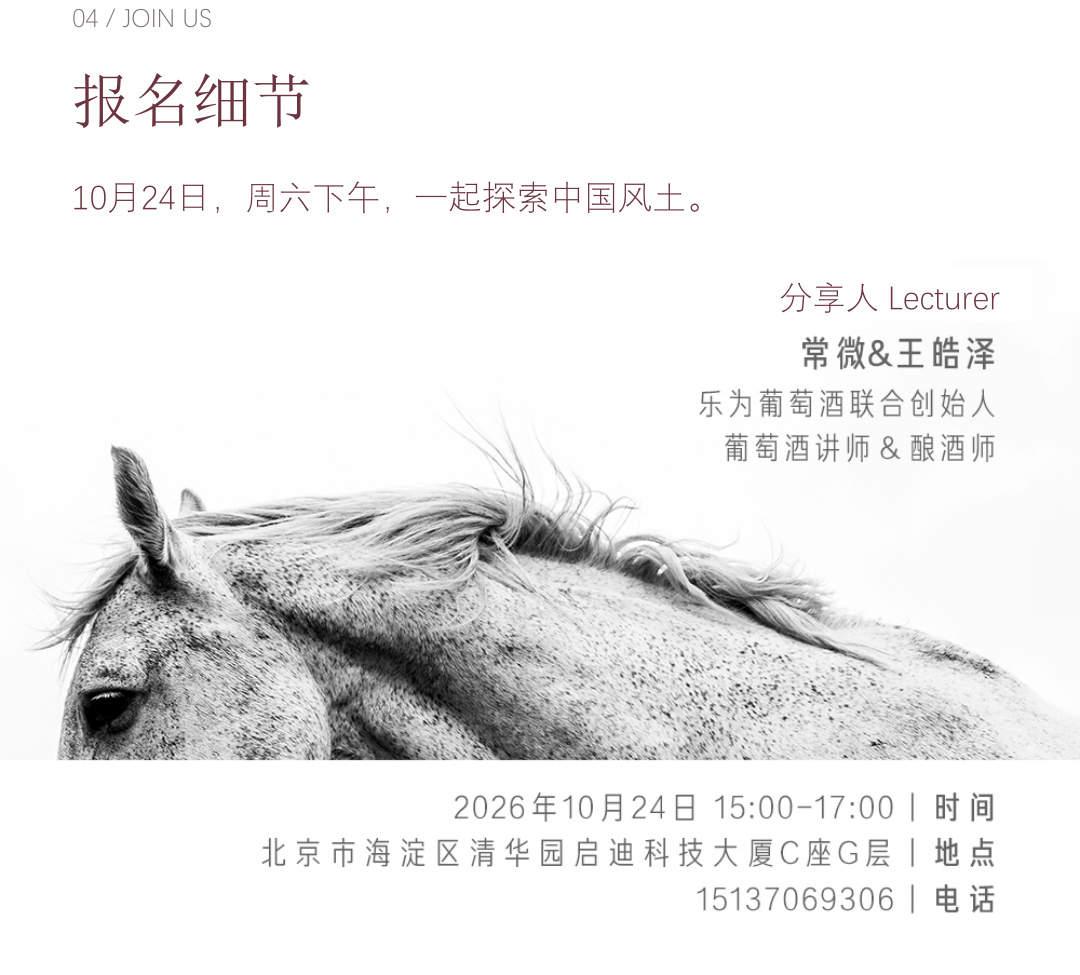 04 / JOIN US
报名细节
10月24日，周六下午，一起探索中国风土。
分享人 Lecturer
常微&王皓泽
乐为葡萄酒联合创始人
葡萄酒讲师 & 酿酒师
2026年10月24日 15:00-17:00 | 时间
北京市海淀区清华园启迪科技大厦C座G层 | 地点
15137069306 | 电话